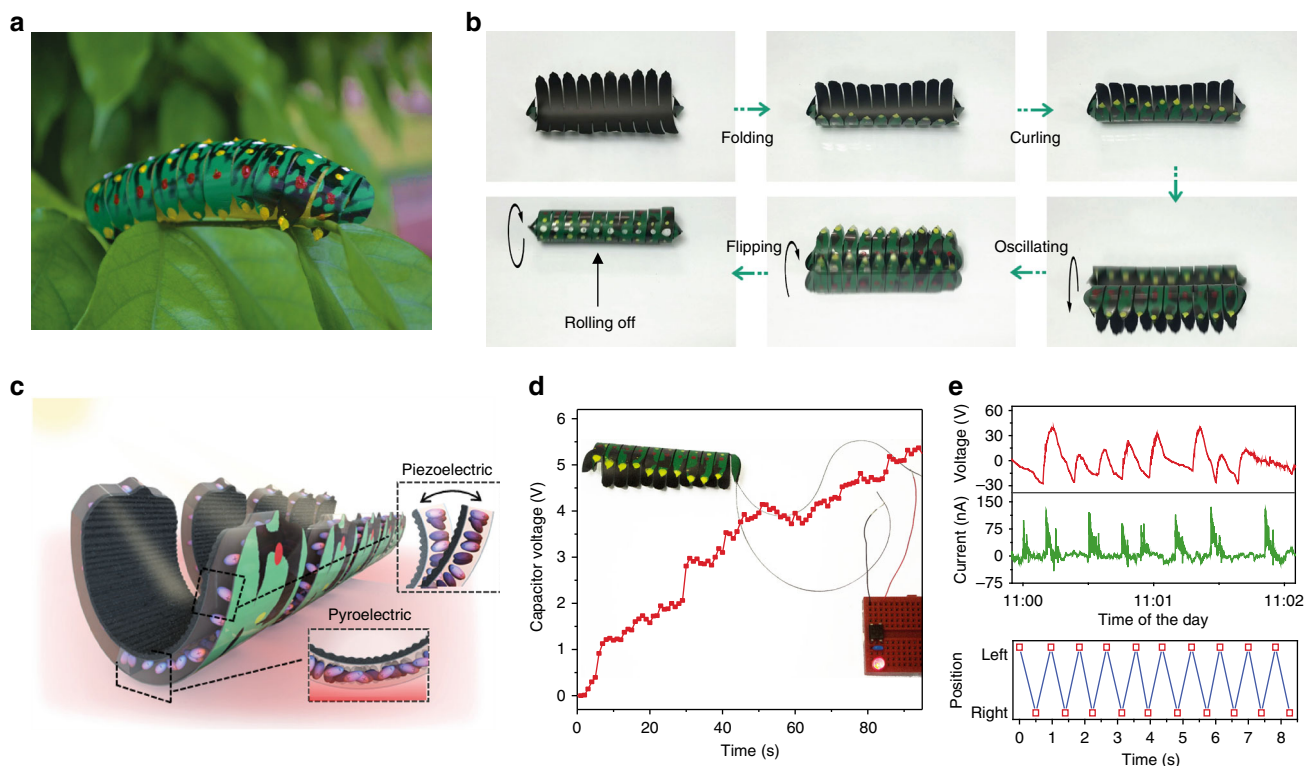 a
b
Folding
Curling
Flipping
Oscillating
Rolling off
c
Piezoelectric
Pyroelectric
d
6
5
4
3
2
1
0
Capacitor voltage (V)
0 20 40 60 80
Time (s)
e
60
30
0
–30
Voltage (V)
150
75
0
–75
Current (nA)
11:00 11:01 11:02
Time of the day
Left
Right
Position
0 1 2 3 4 5 6 7 8
Time (s)